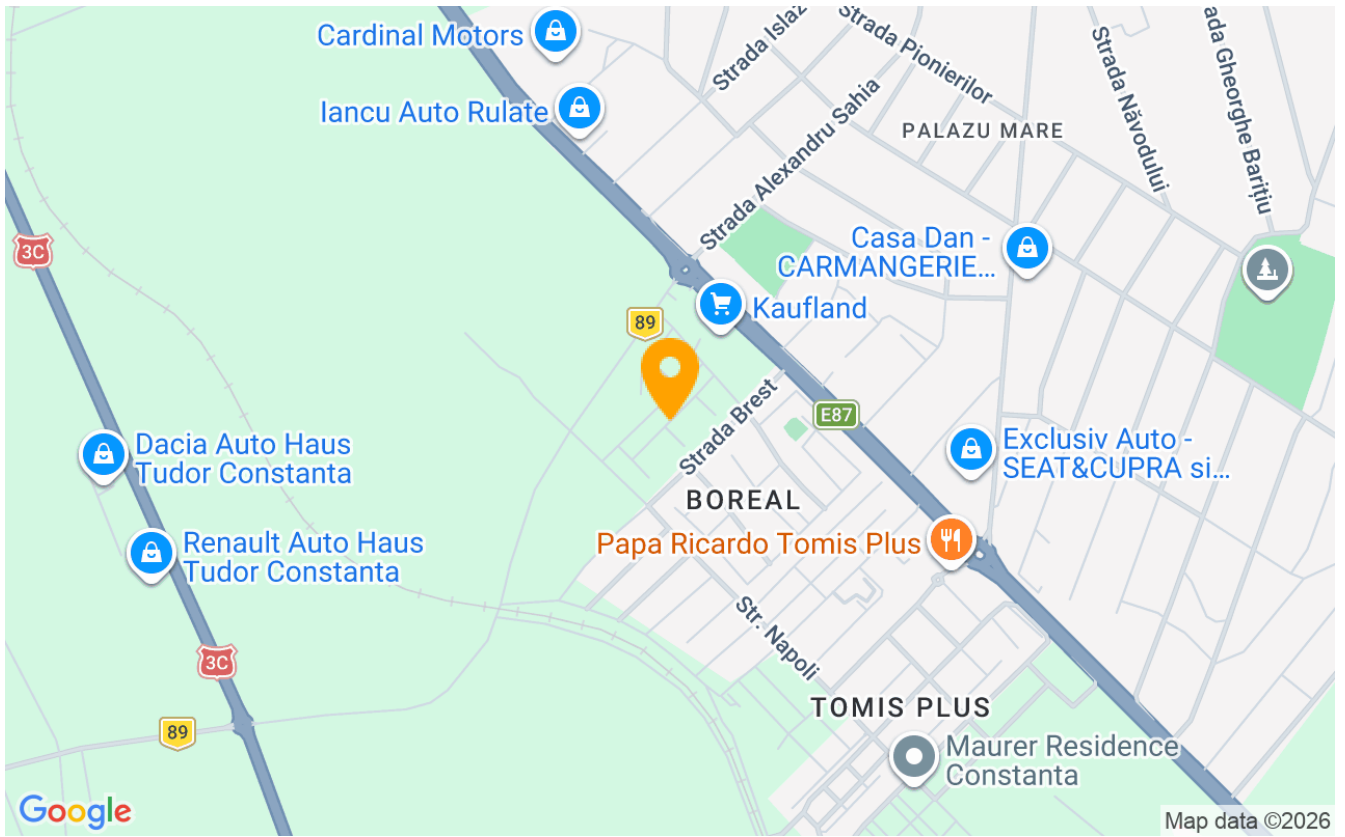 Cardinal Motors
Strada Islaz
Strada Pionierilor
Strada Năvodului
ada Gheorghe Barițiu
Iancu Auto Rulate
Strada Alexandru Sahia
PALAZU MARE
3C
Casa Dan -
CARMANGERIE...
89
Kaufland
Strada Brest
E87
Dacia Auto Haus
Tudor Constanta
Exclusiv Auto -
SEAT&CUPRA si...
BOREAL
Renault Auto Haus
Tudor Constanta
Papa Ricardo Tomis Plus
Str. Napoli
3C
TOMIS PLUS
89
Maurer Residence
Constanta
Google
Map data ©2026